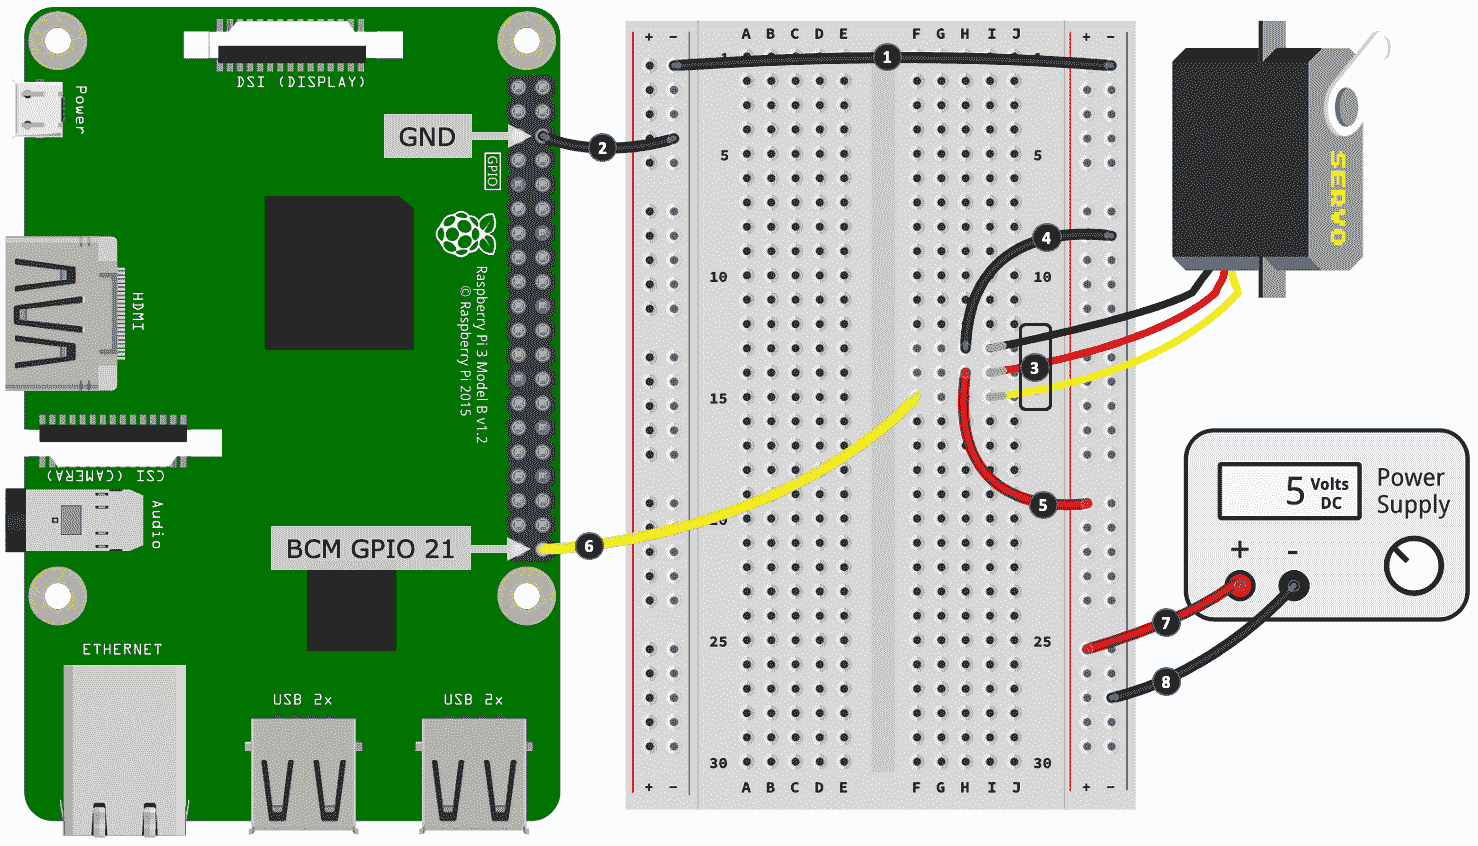 DSI (DISPLAY)
Power
GND
GPIO
HDMI
Raspberry Pi 3 Model B v1.2
© Raspberry Pi 2015
CSI (CAMERA)
Audio
BCM GPIO 21
ETHERNET
USB 2x
USB 2x
+ -
A B C D E
F G H I J
+ -
1
1
5
5
10
10
15
20
25
25
30
30
+ -
A B C D E
F G H I J
+ -
1
2
3
4
5
6
7
8
SERVO
5 Volts
DC
Power
Supply
+ -